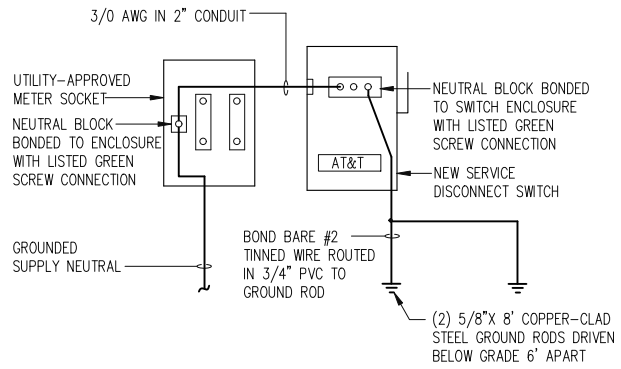 3/0 AWG IN 2" CONDUIT
UTILITY-APPROVED
METER SOCKET
NEUTRAL BLOCK
BONDED TO ENCLOSURE
WITH LISTED GREEN
SCREW CONNECTION
GROUNDED
SUPPLY NEUTRAL
AT&T
NEUTRAL BLOCK BONDED
TO SWITCH ENCLOSURE
WITH LISTED GREEN
SCREW CONNECTION
NEW SERVICE
DISCONNECT SWITCH
BOND BARE #2
TINNED WIRE ROUTED
IN 3/4" PVC TO
GROUND ROD
(2) 5/8"X 8' COPPER-CLAD
STEEL GROUND RODS DRIVEN
BELOW GRADE 6' APART